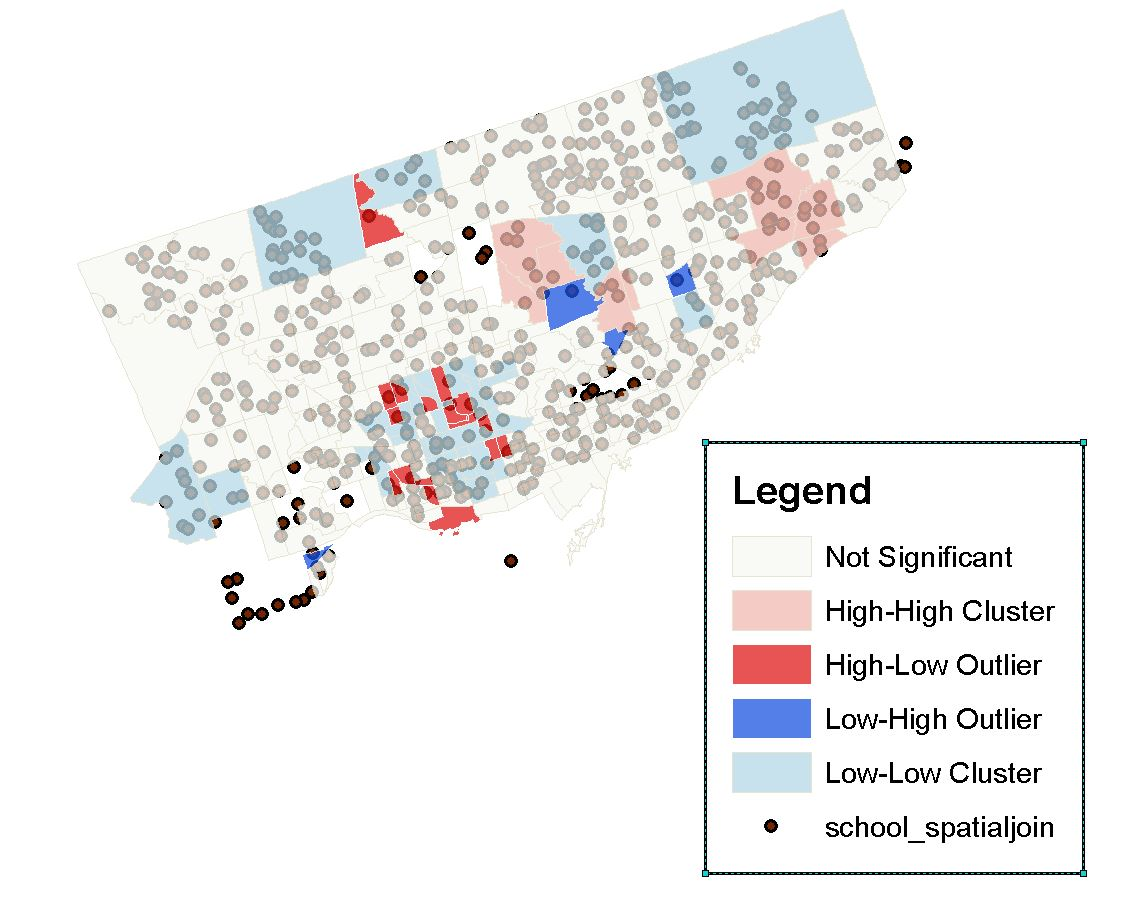 Legend
Not Significant
High-High Cluster
High-Low Outlier
Low-High Outlier
Low-Low Cluster
school_spatialjoin